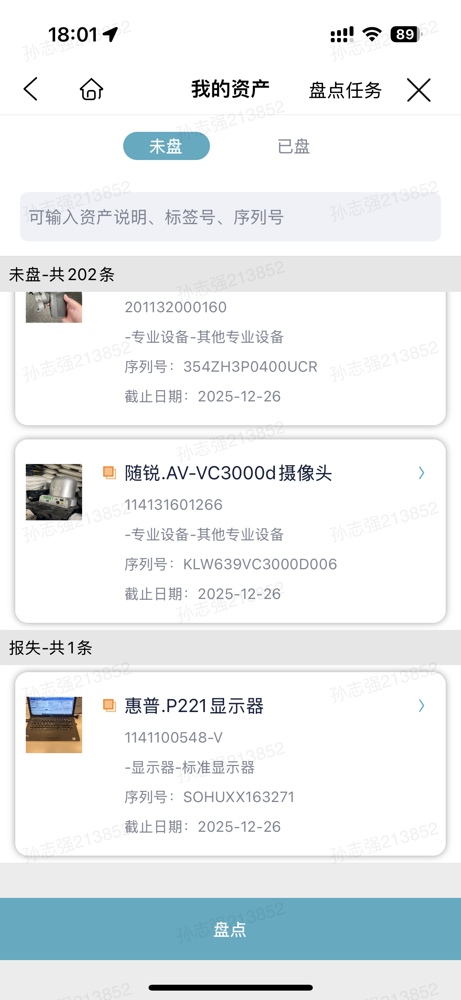 18:01
89
我的资产
盘点任务
未盘
已盘
可输入资产说明、标签号、序列号
未盘-共202条
201132000160
-专业设备-其他专业设备
序列号：354ZH3P0400UCR
截止日期：2025-12-26
随锐.AV-VC3000d摄像头
114131601266
-专业设备-其他专业设备
序列号：KLW639VC3000D006
截止日期：2025-12-26
报失-共1条
惠普.P221显示器
1141100548-V
-显示器-标准显示器
序列号：SOHUXX163271
截止日期：2025-12-26
盘点
孙志强213852